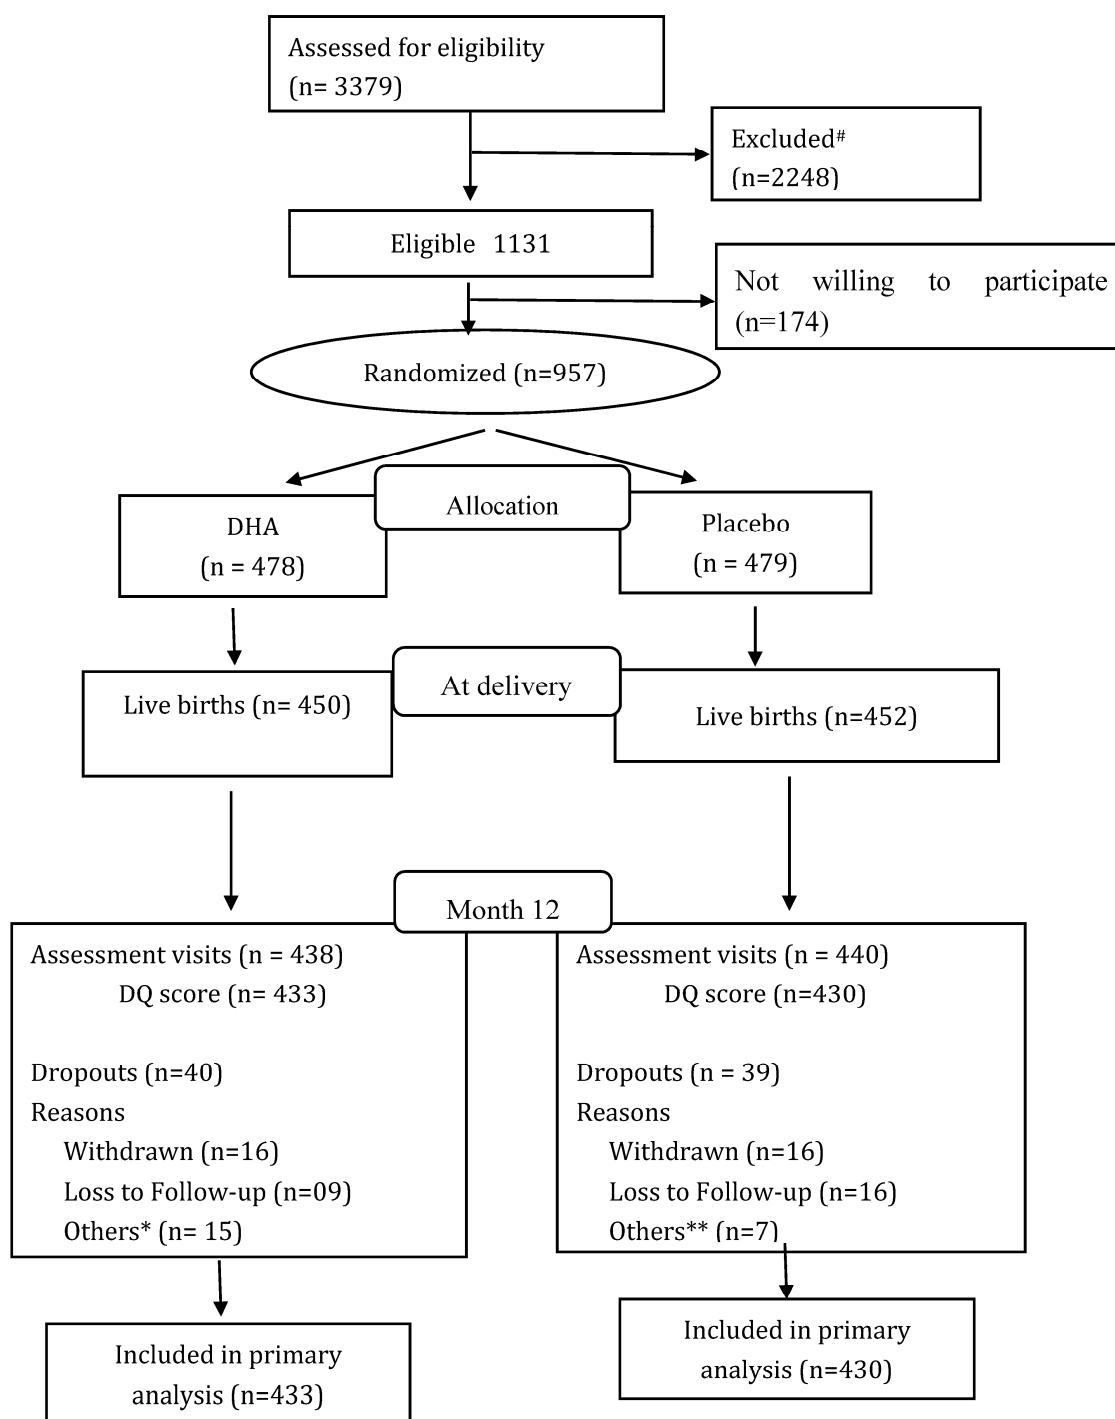 Assessed for eligibility
(n= 3379)
Excluded#
(n=2248)
Eligible 1131
Not willing to participate
(n=174)
Randomized (n=957)
Allocation
DHA
(n = 478)
Placebo
(n = 479)
At delivery
Live births (n= 450)
Live births (n=452)
Month 12
Assessment visits (n = 438)
DQ score (n= 433)
Dropouts (n=40)
Reasons
Withdrawn (n=16)
Loss to Follow-up (n=09)
Others* (n= 15)
Assessment visits (n = 440)
DQ score (n=430)
Dropouts (n = 39)
Reasons
Withdrawn (n=16)
Loss to Follow-up (n=16)
Others** (n=7)
Included in primary
analysis (n=433)
Included in primary
analysis (n=430)